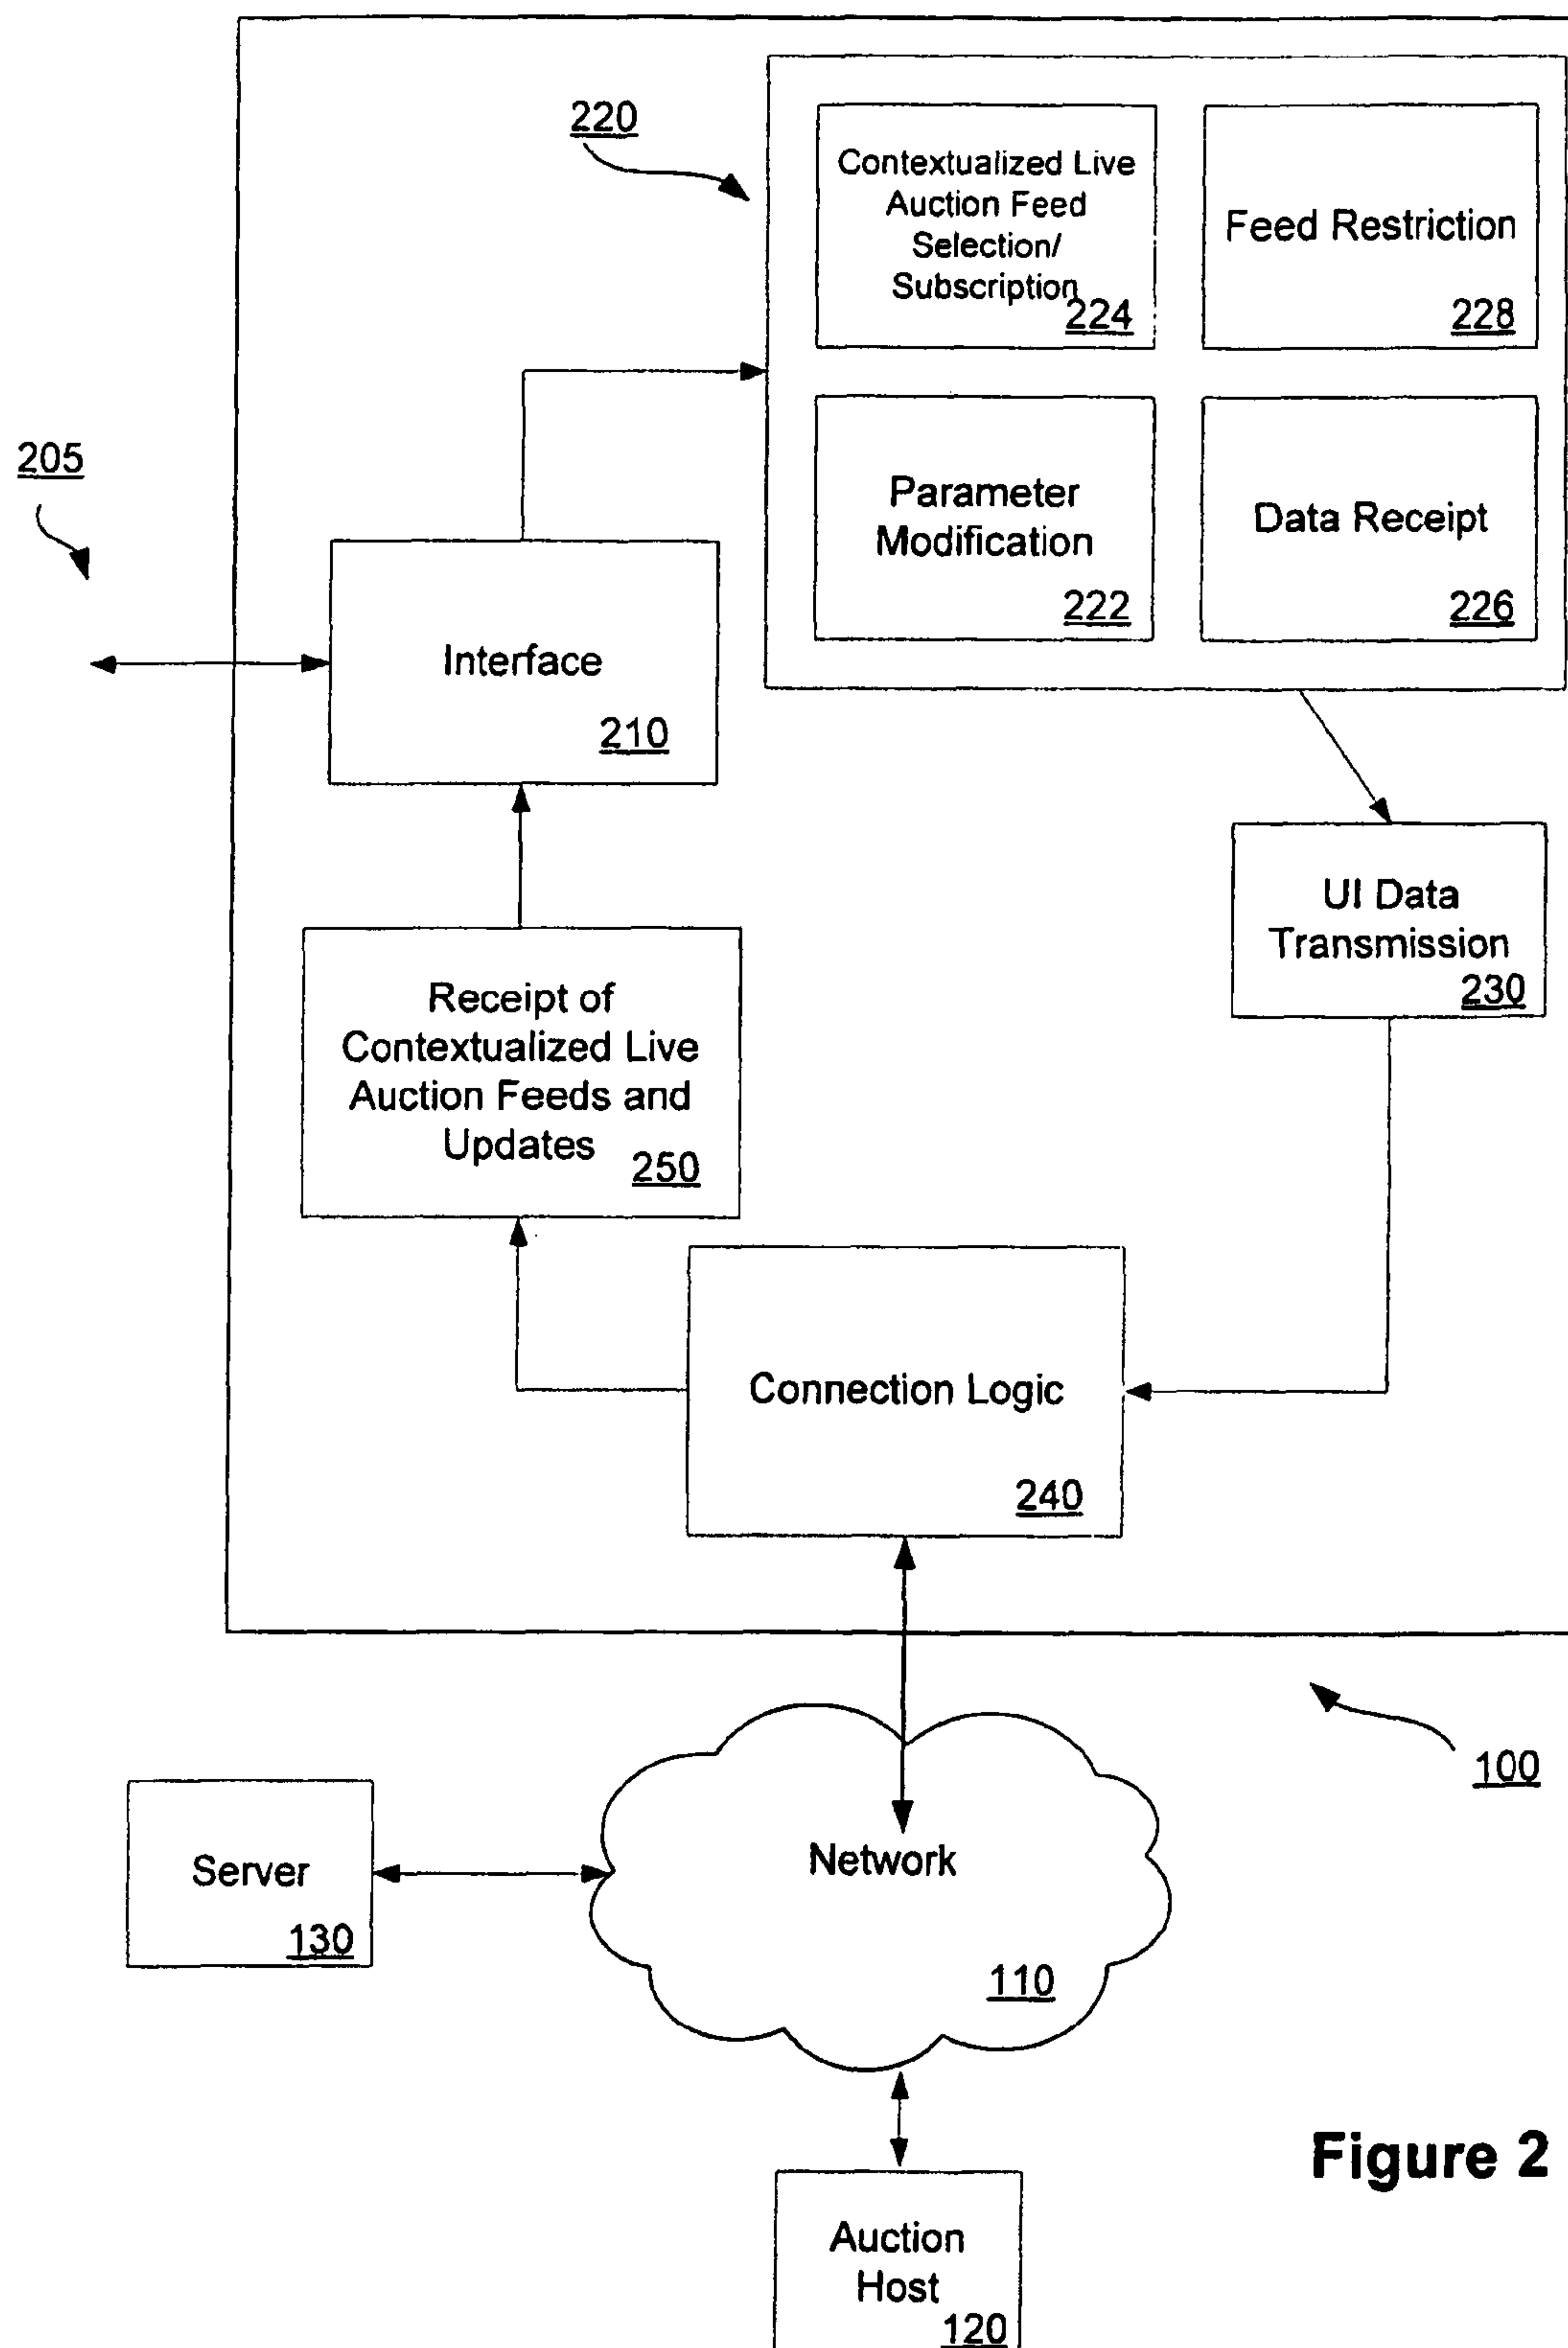 220
Contextualized Live
Auction Feed
Selection/
Subscription
224
Feed Restriction
228
205
Parameter
Modification
222
Data Receipt
226
Interface
210
UI Data
Transmission
230
Receipt of
Contextualized Live
Auction Feeds and
Updates
250
Connection Logic
240
100
Server
130
Network
110
Figure 2
Auction
Host
120